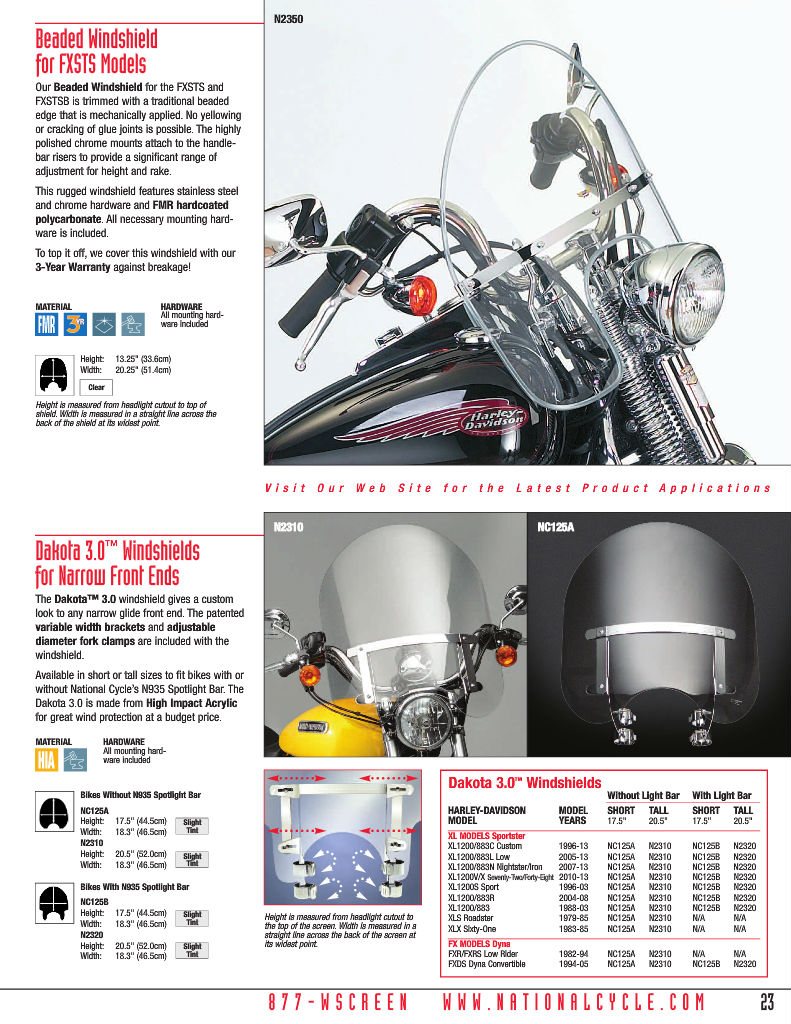 N2350
Beaded Windshield
for FXSTS Models
Our Beaded Windshield for the FXSTS and
FXSTSB is trimmed with a traditional beaded
edge that is mechanically applied. No yellowing
or cracking of glue joints is possible. The highly
polished chrome mounts attach to the handle-
bar risers to provide a significant range of
adjustment for height and rake.
This rugged windshield features stainless steel
and chrome hardware and FMR hardcoated
polycarbonate. All necessary mounting hard-
ware is included.
To top it off, we cover this windshield with our
3-Year Warranty against breakage!
MATERIAL
FMR 3YR
HARDWARE
All mounting hard-
ware included
Height: 13.25" (33.6cm)
Width: 20.25" (51.4cm)
Clear
Height is measured from headlight cutout to top of
shield. Width is measured in a straight line across the
back of the shield at its widest point.
Harley-
Davidson
Visit Our Web Site for the Latest Product Applications
Dakota 3.0™ Windshields
for Narrow Front Ends
The Dakota™ 3.0 windshield gives a custom
look to any narrow glide front end. The patented
variable width brackets and adjustable
diameter fork clamps are included with the
windshield.
Available in short or tall sizes to fit bikes with or
without National Cycle's N935 Spotlight Bar. The
Dakota 3.0 is made from High Impact Acrylic
for great wind protection at a budget price.
MATERIAL
HIA
HARDWARE
All mounting hard-
ware included
N2310
NC125A
Bikes Without N935 Spotlight Bar
NC125A
Height: 17.5" (44.5cm)
Width: 18.3" (46.5cm)
Slight
Tint
N2310
Height: 20.5" (52.0cm)
Width: 18.3" (46.5cm)
Slight
Tint
Bikes With N935 Spotlight Bar
NC125B
Height: 17.5" (44.5cm)
Width: 18.3" (46.5cm)
Slight
Tint
N2320
Height: 20.5" (52.0cm)
Width: 18.3" (46.5cm)
Slight
Tint
Height is measured from headlight cutout to
the top of the screen. Width is measured in a
straight line across the back of the screen at
its widest point.
Dakota 3.0™ Windshields
Without Light Bar With Light Bar
HARLEY-DAVIDSON MODEL SHORT TALL SHORT TALL
MODEL YEARS 17.5" 20.5" 17.5" 20.5"
XL MODELS Sportster
XL1200/883C Custom 1996-13 NC125A N2310 NC125B N2320
XL1200/883L Low 2005-13 NC125A N2310 NC125B N2320
XL1200/883N Nightster/Iron 2007-13 NC125A N2310 NC125B N2320
XL1200V/X Seventy-Two/Forty-Eight 2010-13 NC125A N2310 NC125B N2320
XL1200S Sport 1996-03 NC125A N2310 NC125B N2320
XL1200/883R 2004-08 NC125A N2310 NC125B N2320
XL1200/883 1988-03 NC125A N2310 NC125B N2320
XLS Roadster 1979-85 NC125A N2310 N/A N/A
XLX Sixty-One 1983-85 NC125A N2310 N/A N/A
FX MODELS Dyna
FXR/FXRS Low Rider 1982-94 NC125A N2310 N/A N/A
FXDS Dyna Convertible 1994-05 NC125A N2310 NC125B N2320
877-WSCREEN WWW.NATIONALCYCLE.COM 23